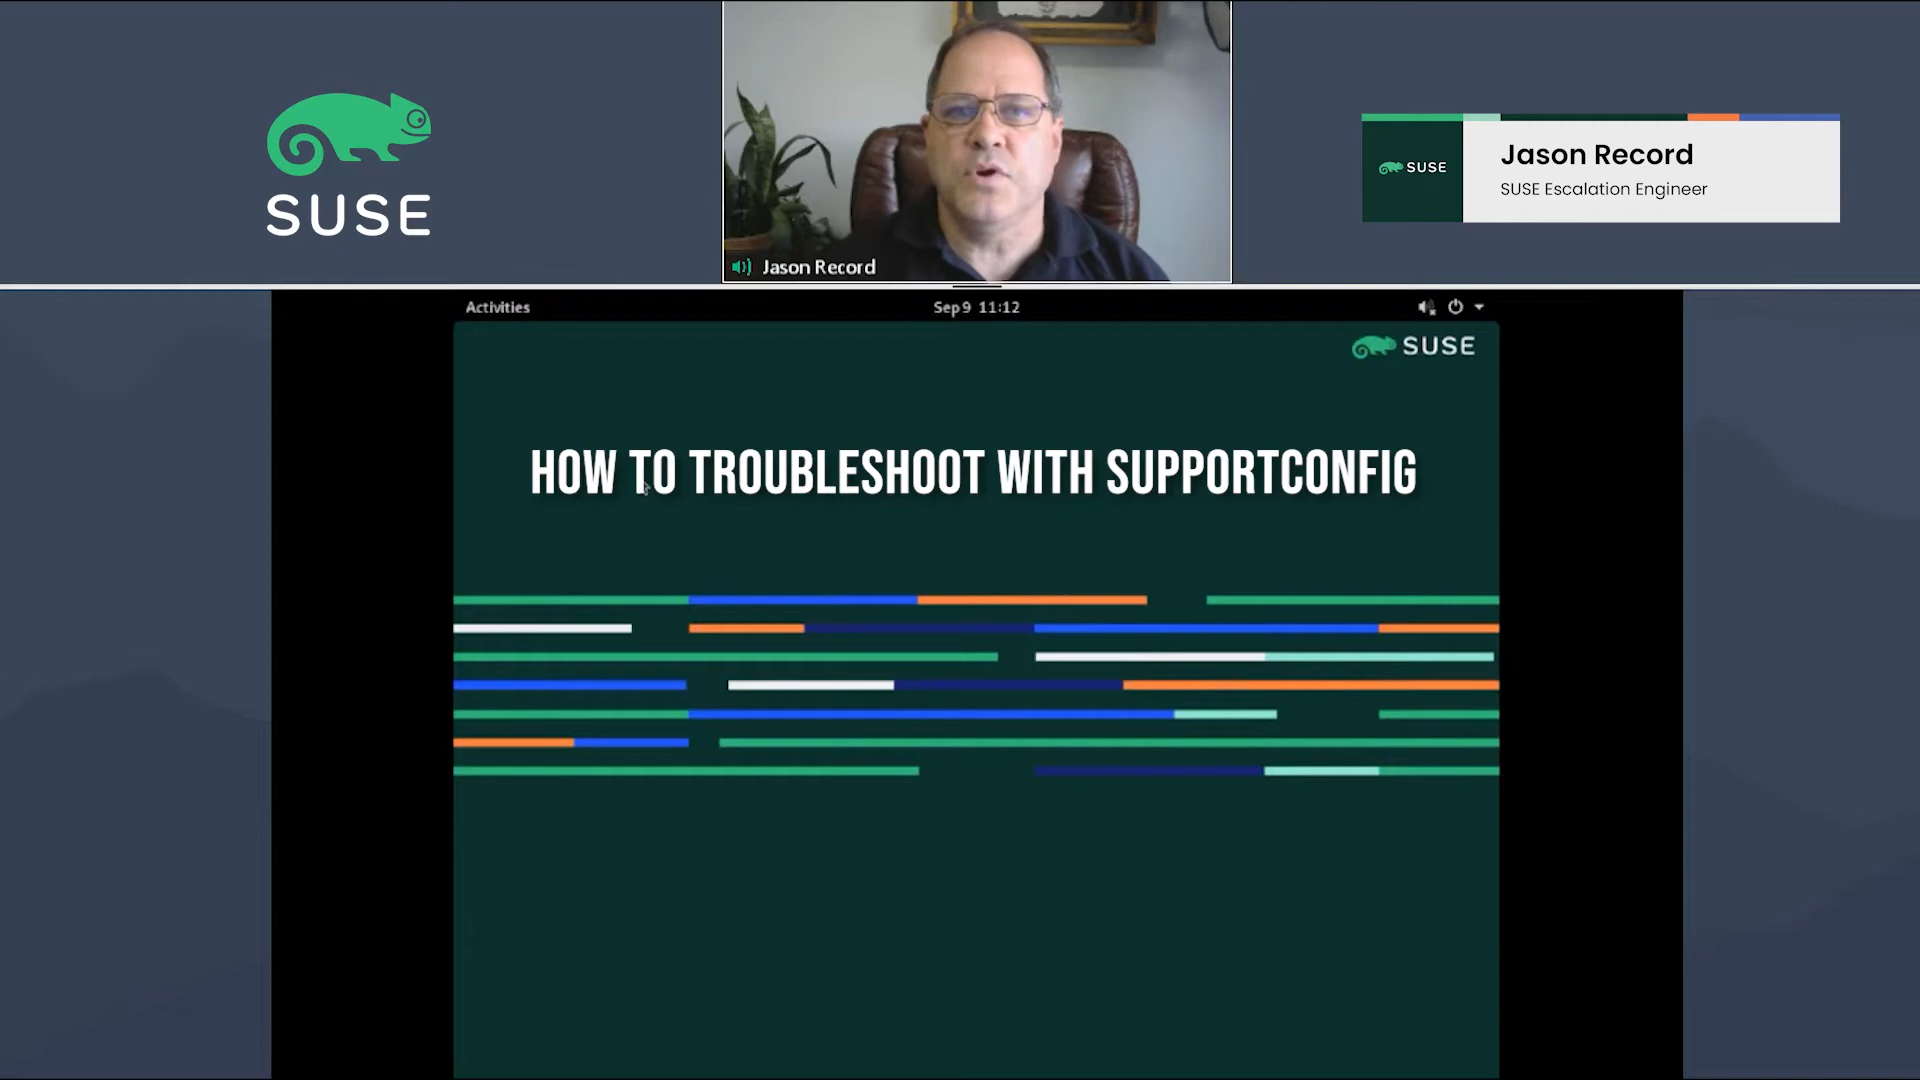 SUSE
Jason Record
SUSE
Jason Record
SUSE Escalation Engineer
Activities
Sep 9 11:12
SUSE
HOW TO TROUBLESHOOT WITH SUPPORTCONFIG